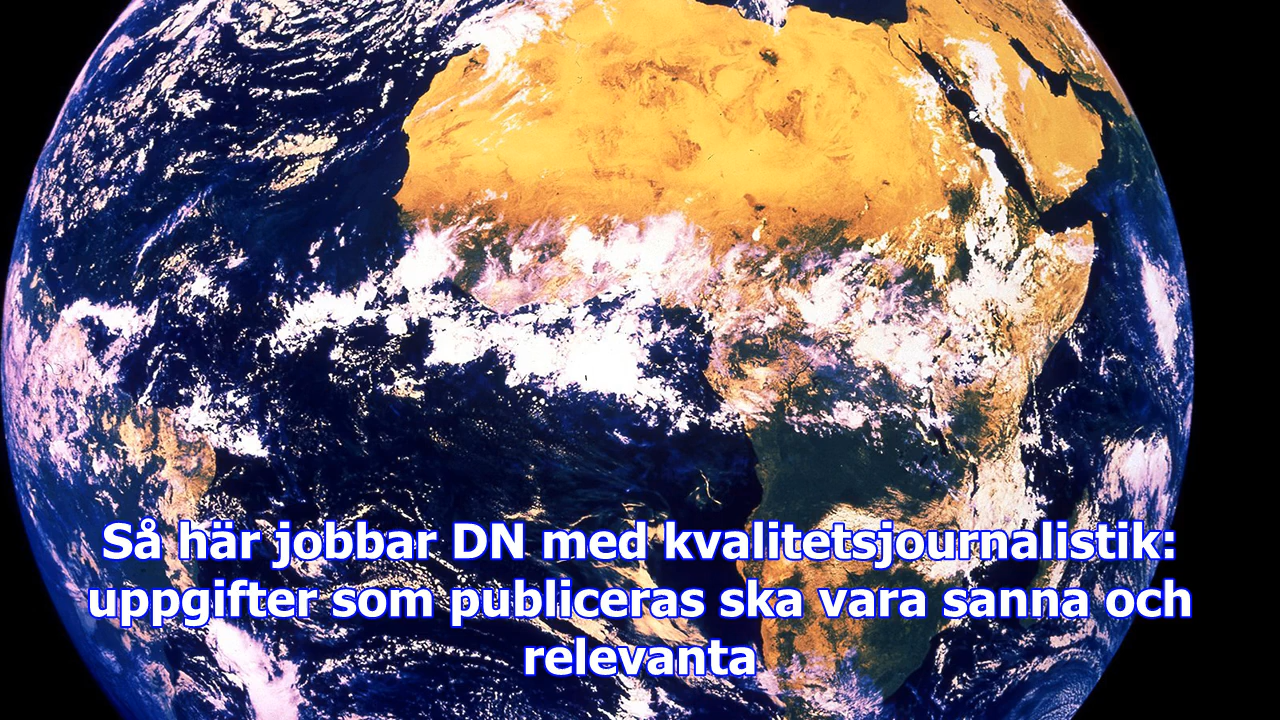 Så här jobbar DN med kvalitetsjournalistik:
uppgifter som publiceras ska vara sanna och
relevanta